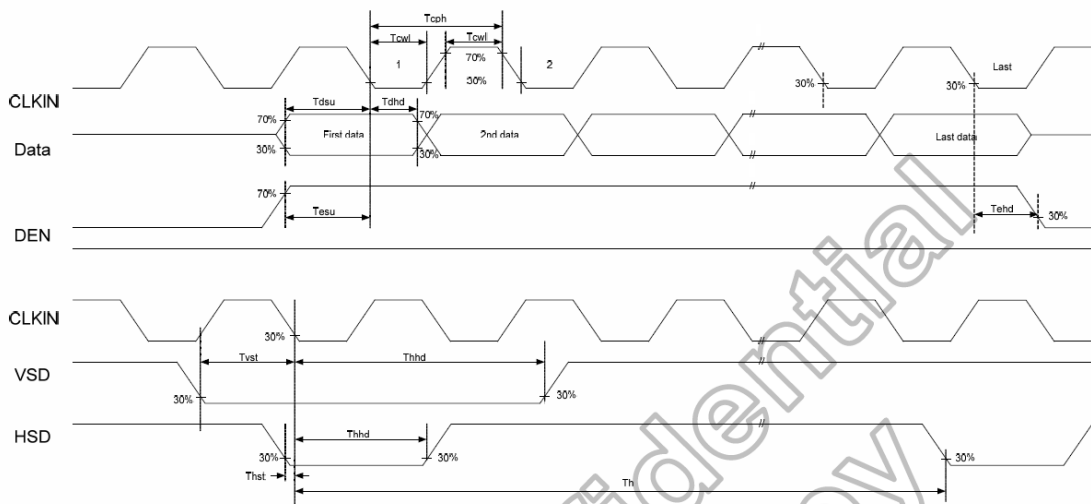 Tcph
Tcwl Tcwl
1 70% 2 Last
30% 30% 30%
CLKIN
Tdsu Tdhd
70% 70%
First data 2nd data Last data
30% 30%
Data
70%
Tesu Tehd
30%
DEN
CLKIN
30%
Tvst Thhd
VSD
30% 30%
HSD
Thhd
30% 30% 30%
Thst
Th
fidential